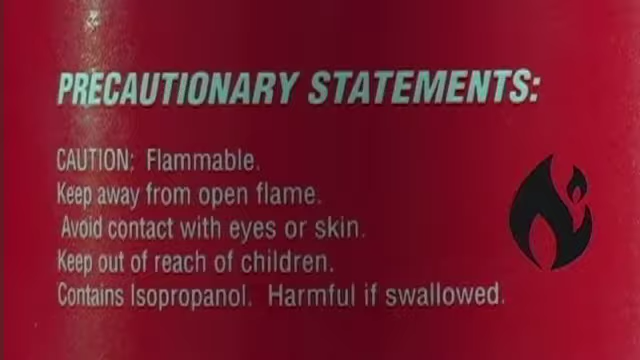 PRECAUTIONARY STATEMENTS:
CAUTION: Flammable.
Keep away from open flame.
Avoid contact with eyes or skin.
Keep out of reach of children.
Contains Isopropanol. Harmful if swallowed.